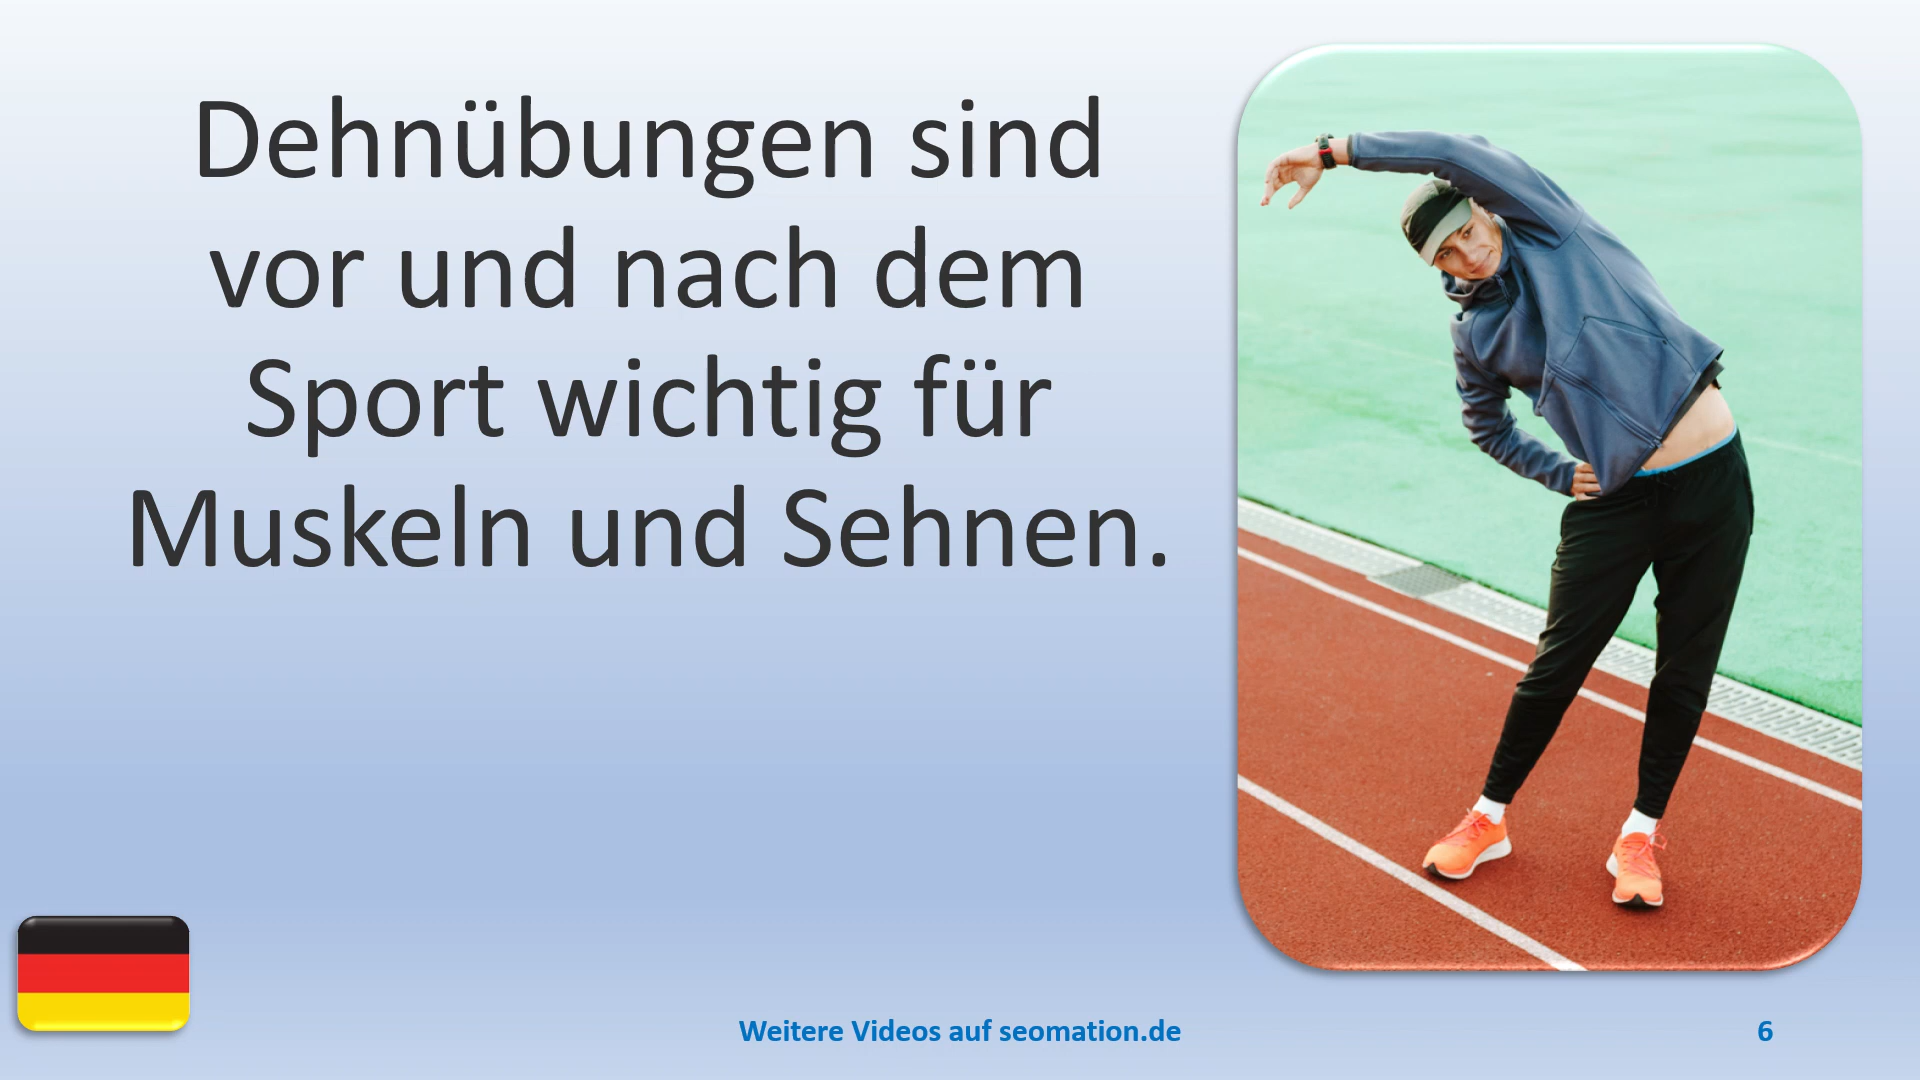 Dehnübungen sind
vor und nach dem
Sport wichtig für
Muskeln und Sehnen.
Weitere Videos auf seomation.de
6